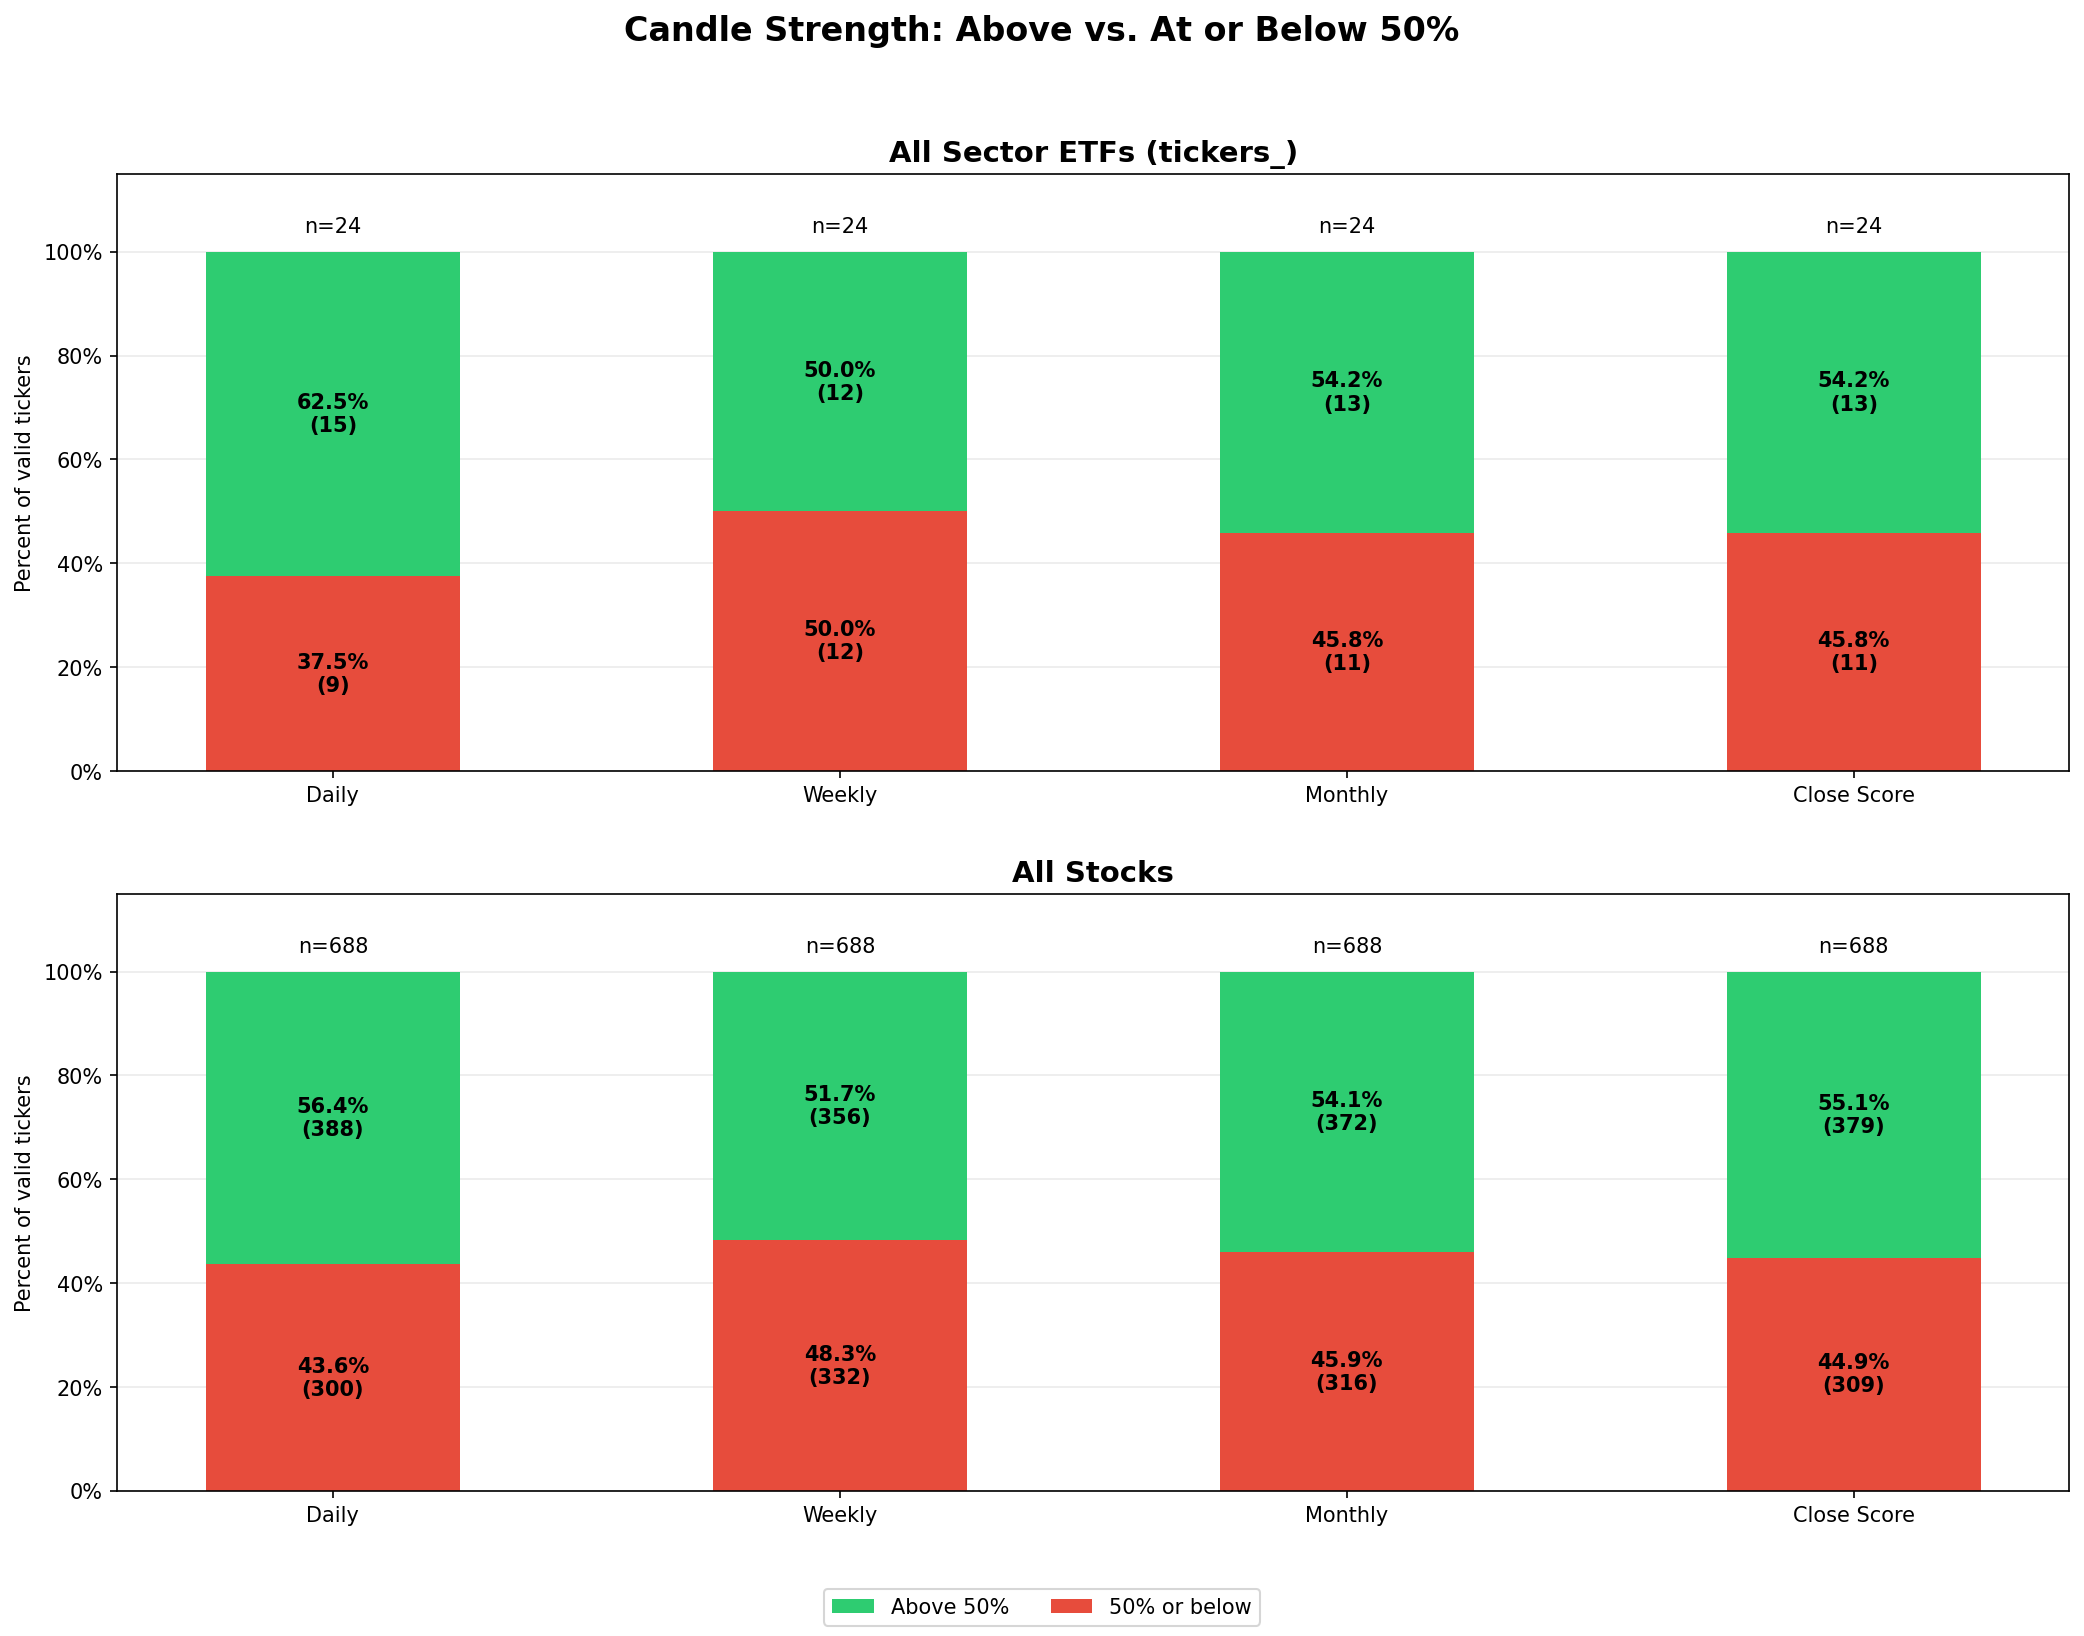 Candle Strength: Above vs. At or Below 50%
All Sector ETFs (tickers_)
n=24
n=24
n=24
n=24
Percent of valid tickers
100%
80%
60%
40%
20%
0%
62.5%
(15)
37.5%
(9)
50.0%
(12)
50.0%
(12)
54.2%
(13)
45.8%
(11)
54.2%
(13)
45.8%
(11)
Daily
Weekly
Monthly
Close Score
All Stocks
n=688
n=688
n=688
n=688
Percent of valid tickers
100%
80%
60%
40%
20%
0%
56.4%
(388)
43.6%
(300)
51.7%
(356)
48.3%
(332)
54.1%
(372)
45.9%
(316)
55.1%
(379)
44.9%
(309)
Daily
Weekly
Monthly
Close Score
Above 50%
50% or below